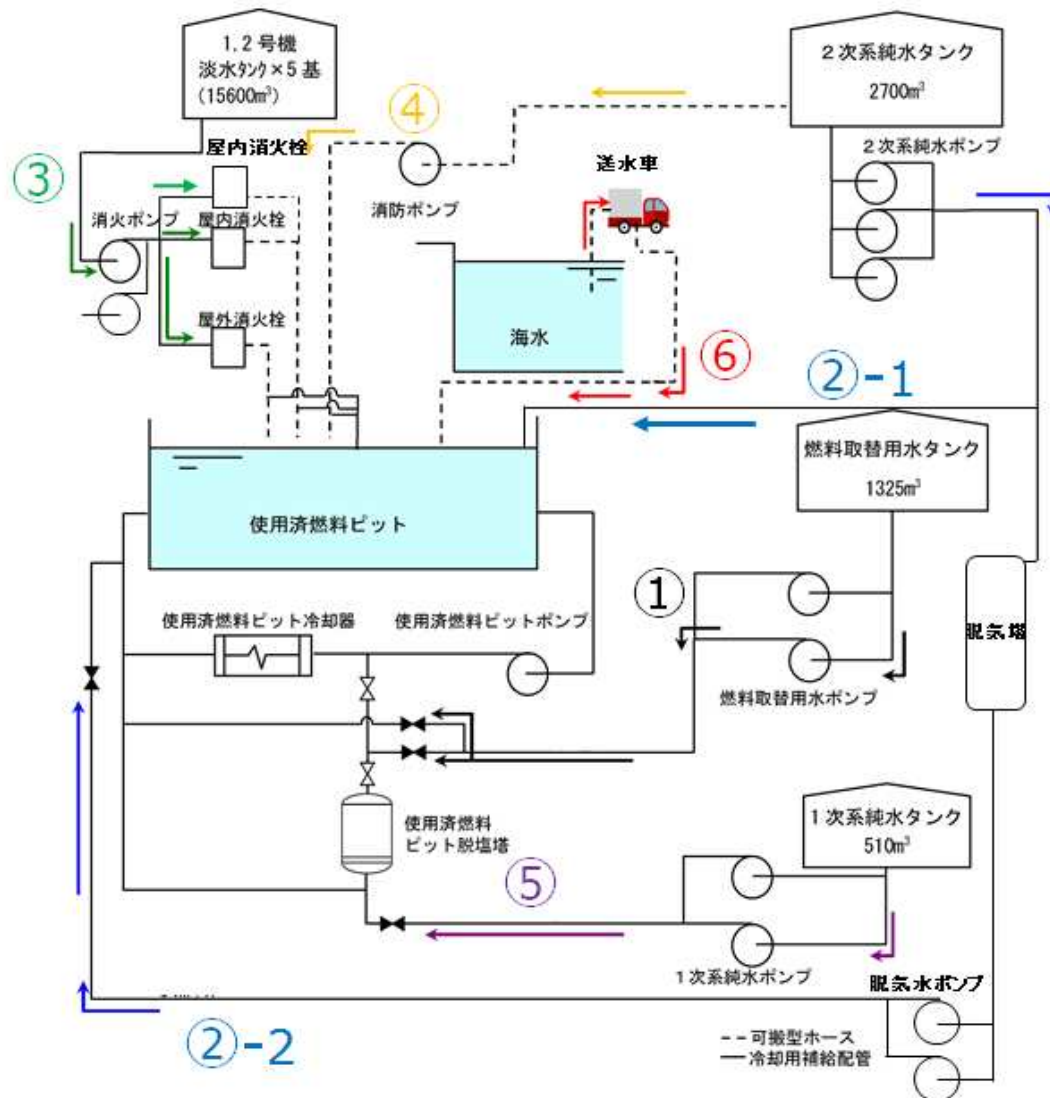 1,2 号機
淡水タンク×5 基
(15600m³)
2次系純水タンク
2700m³
④
屋内消火栓
③
送水車
2次系純水ポンプ
消火ポンプ
屋内消火栓
消防ポンプ
屋外消火栓
海水
⑥
②-1
燃料取替用水タンク
1325m³
使用済燃料ピット
①
使用済燃料ピット冷却器
使用済燃料ピットポンプ
脱気塔
燃料取替用水ポンプ
1次系純水タンク
510m³
使用済燃料
ピット脱塩塔
⑤
1次系純水ポンプ
脱気水ポンプ
②-2
--可搬型ホース
―冷却用補給配管